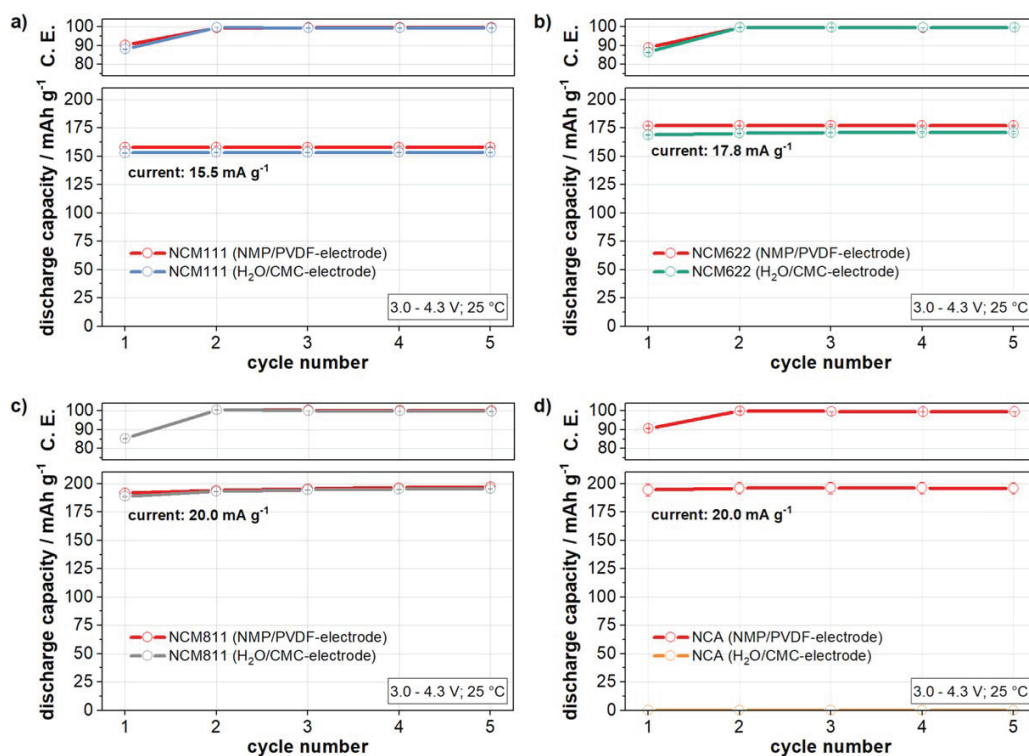 a)
C. E.
100
90
80
discharge capacity / mAh g⁻¹
200
175
150
125
100
75
50
25
0
current: 15.5 mA g⁻¹
NCM111 (NMP/PVDF-electrode)
NCM111 (H₂O/CMC-electrode)
3.0 - 4.3 V; 25 °C
1 2 3 4 5
cycle number
b)
C. E.
100
90
80
discharge capacity / mAh g⁻¹
200
175
150
125
100
75
50
25
0
current: 17.8 mA g⁻¹
NCM622 (NMP/PVDF-electrode)
NCM622 (H₂O/CMC-electrode)
3.0 - 4.3 V; 25 °C
1 2 3 4 5
cycle number
c)
C. E.
100
90
80
discharge capacity / mAh g⁻¹
200
175
150
125
100
75
50
25
0
current: 20.0 mA g⁻¹
NCM811 (NMP/PVDF-electrode)
NCM811 (H₂O/CMC-electrode)
3.0 - 4.3 V; 25 °C
1 2 3 4 5
cycle number
d)
C. E.
100
90
80
discharge capacity / mAh g⁻¹
200
175
150
125
100
75
50
25
0
current: 20.0 mA g⁻¹
NCA (NMP/PVDF-electrode)
NCA (H₂O/CMC-electrode)
3.0 - 4.3 V; 25 °C
1 2 3 4 5
cycle number